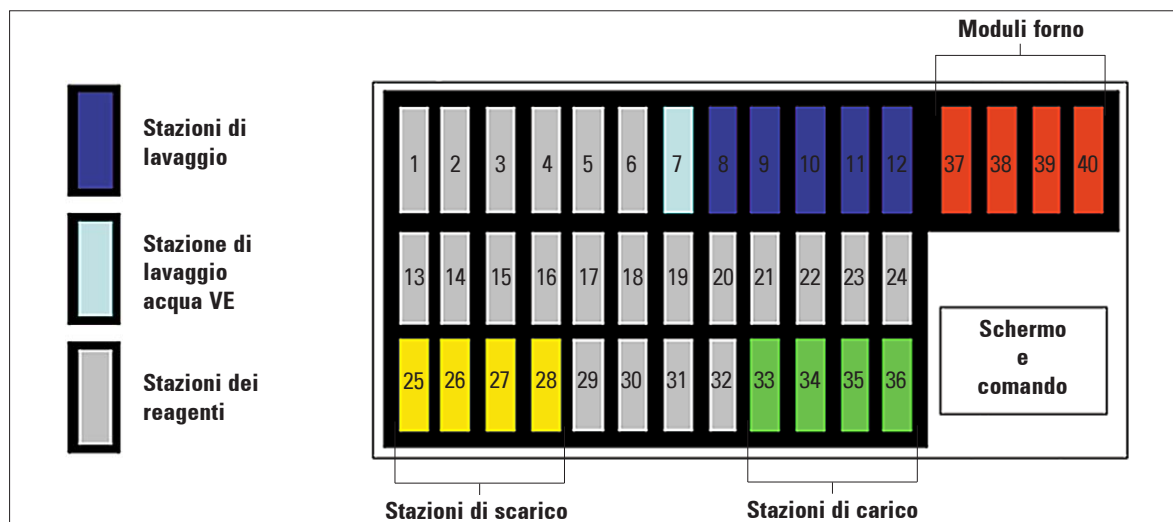 Moduli forno
Stazioni di
lavaggio
Stazione di
lavaggio
acqua VE
Stazioni dei
reagenti
1 2 3 4 5 6 7 8 9 10 11 12 37 38 39 40
13 14 15 16 17 18 19 20 21 22 23 24
25 26 27 28 29 30 31 32 33 34 35 36
Schermo
e
comando
Stazioni di scarico
Stazioni di carico